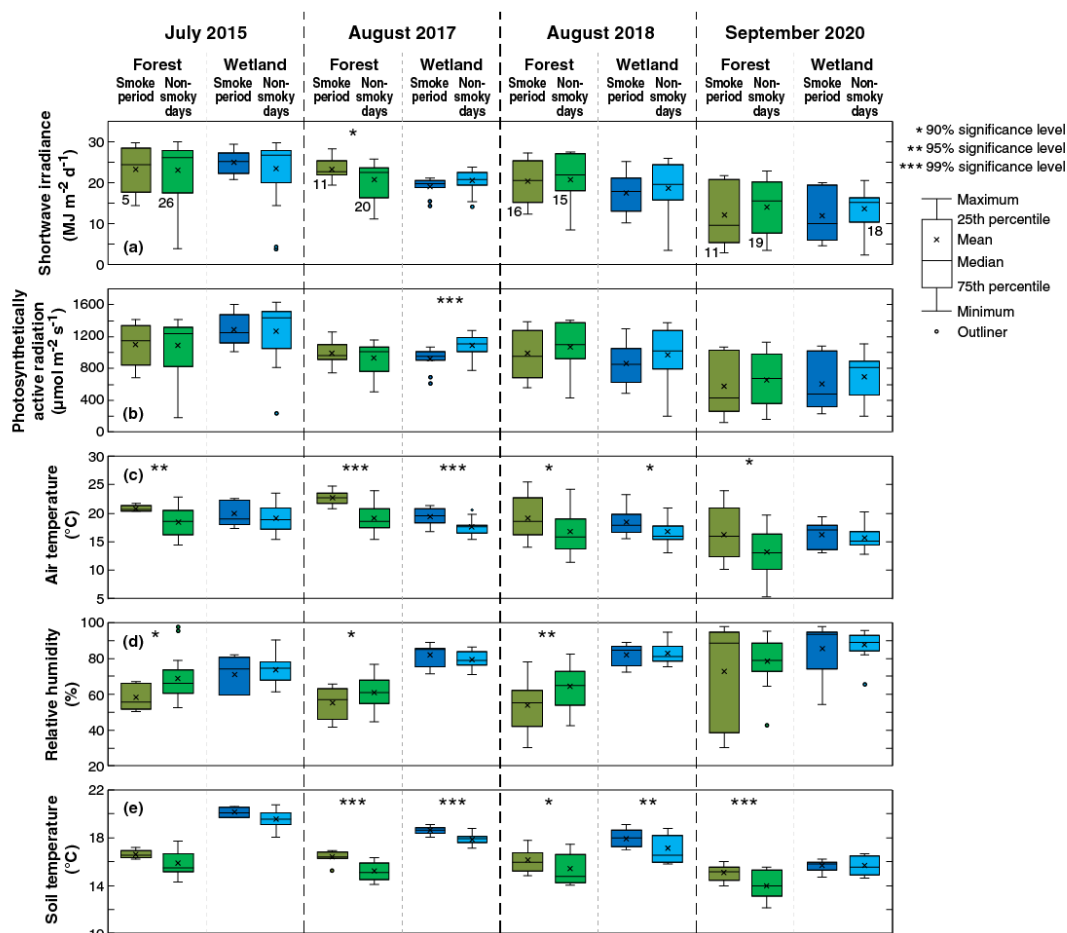 July 2015 August 2017 August 2018 September 2020
Forest Wetland Forest Wetland Forest Wetland Forest Wetland
Smoke period Non-smoky days Smoke period Non-smoky days Smoke period Non-smoky days Smoke period Non-smoky days Smoke period Non-smoky days Smoke period Non-smoky days Smoke period Non-smoky days Smoke period Non-smoky days
Shortwave irradiance
(MJ m⁻² d⁻¹)
30
20
10
0
(a)
5 26
*
11 20
16 15
11 19 18
Photosynthetically
active radiation
(µmol m⁻² s⁻¹)
1600
1200
800
400
0
(b)
***
Air temperature
(°C)
30
25
20
15
10
5
(c) ** *** *** * * *
Relative humidity
(%)
100
80
60
40
20
(d) * * **
Soil temperature
(°C)
22
18
14
10
(e) *** *** * ** ***
* 90% significance level
** 95% significance level
*** 99% significance level
Maximum
25th percentile
Mean
Median
75th percentile
Minimum
Outliner